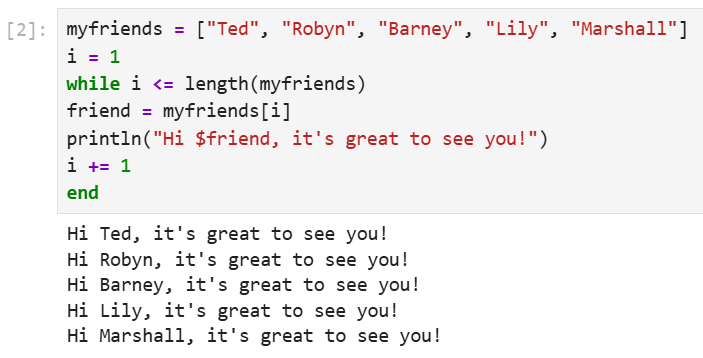 [2]: myfriends = ["Ted", "Robyn", "Barney", "Lily", "Marshall"]
i = 1
while i <= length(myfriends)
friend = myfriends[i]
println("Hi $friend, it's great to see you!")
i += 1
end
Hi Ted, it's great to see you!
Hi Robyn, it's great to see you!
Hi Barney, it's great to see you!
Hi Lily, it's great to see you!
Hi Marshall, it's great to see you!